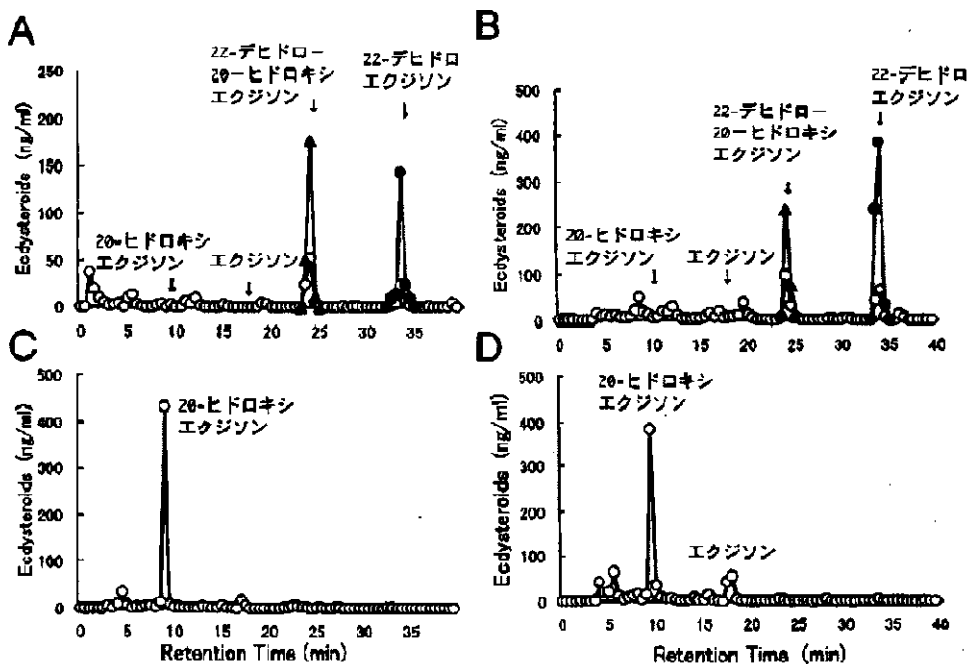 A
22-デヒドロー
20-ヒドロキシ
エクジソン
22-デヒドロ
エクジソン
Ecdysteroids (ng/ml)
250
200
150
100
50
0
20-ヒドロキシ
エクジソン
エクジソン
0
5
10
15
20
25
30
35
B
22-デヒドロ
エクジソン
22-デヒドロー
20-ヒドロキシ
エクジソン
Ecdysteroids (ng/ml)
500
400
300
200
100
0
20-ヒドロキシ
エクジソン
エクジソン
0
5
10
15
20
25
30
35
40
C
20-ヒドロキシ
エクジソン
Ecdysteroids (ng/ml)
500
400
300
200
100
0
0
5
10
15
20
25
30
35
Retention Time (min)
D
20-ヒドロキシ
エクジソン
エクジソン
Ecdysteroids (ng/ml)
500
400
300
200
100
0
0
5
10
15
20
25
30
35
40
Retention Time (min)